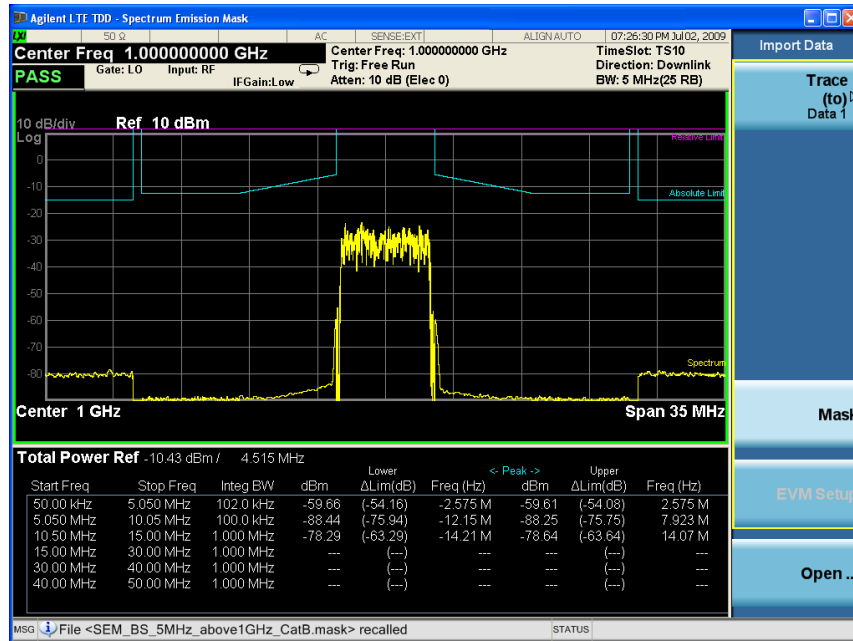 Agilent LTE TDD - Spectrum Emission Mask
LXI 50 Ω AC SENSE:EXT ALIGN AUTO 07:26:30 PM Jul 02, 2009
Center Freq 1.000000000 GHz Center Freq: 1.000000000 GHz TimeSlot: TS10
Trig: Free Run Direction: Downlink
PASS Gate: LO Input: RF IFGain:Low Atten: 10 dB (Elec 0) BW: 5 MHz(25 RB)
Import Data
Trace
(to)
Data 1
10 dB/div Ref 10 dBm
Log
Relative Limit
0
-10
Absolute Limit
-20
-30
-40
-50
-60
-70
Spectrum
-80
Center 1 GHz Span 35 MHz
Mask
Total Power Ref -10.43 dBm / 4.515 MHz
Lower <- Peak -> Upper
Start Freq Stop Freq Integ BW dBm ΔLim(dB) Freq (Hz) dBm ΔLim(dB) Freq (Hz)
50.00 kHz 5.050 MHz 102.0 kHz -59.66 (-54.16) -2.575 M -59.61 (-54.08) 2.575 M
5.050 MHz 10.05 MHz 100.0 kHz -88.44 (-75.94) -12.15 M -88.25 (-75.75) 7.923 M
10.50 MHz 15.00 MHz 1.000 MHz -78.29 (-63.29) -14.21 M -78.64 (-63.64) 14.07 M
15.00 MHz 30.00 MHz 1.000 MHz --- (---) --- --- (---) ---
30.00 MHz 40.00 MHz 1.000 MHz --- (---) --- --- (---) ---
40.00 MHz 50.00 MHz 1.000 MHz --- (---) --- --- (---) ---
EVM Setup
Open ...
MSG File <SEM_BS_5MHz_above1GHz_CatB.mask> recalled STATUS